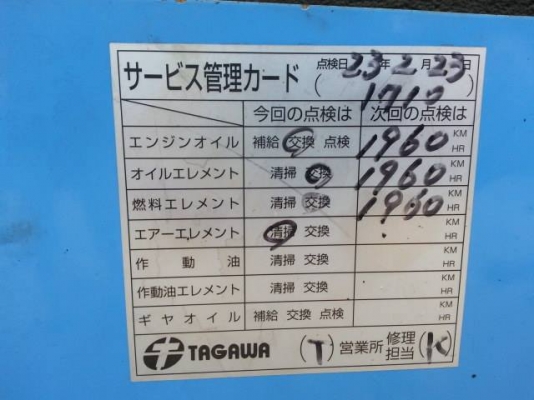 サービス管理カード
点検日 23年2月23日
( 1710
今回の点検は 次回の点検は
エンジンオイル 補給 交換 点検 1960 KM HR
オイルエレメント 清掃 交換 1960 KM HR
燃料エレメント 清掃 交換 1960 KM HR
エアーエレメント 清掃 交換 KM HR
作動油 清掃 交換 KM HR
作動油エレメント 清掃 交換 KM HR
ギヤオイル 補給 交換 点検 KM HR
TAGAWA (T)営業所 修理担当(K)